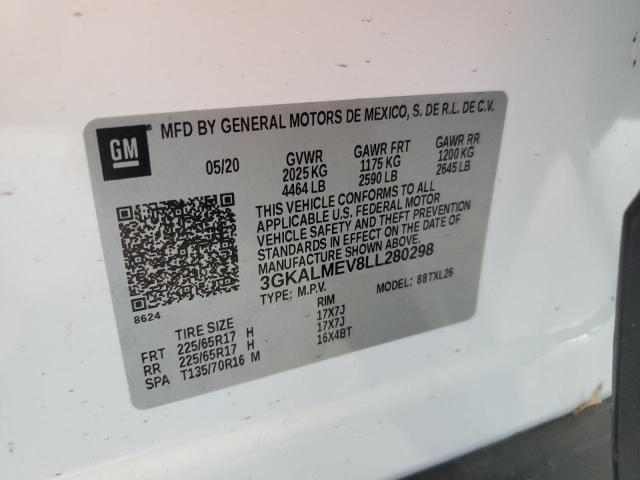 GM
MFD BY GENERAL MOTORS DE MEXICO, S. DE R.L. DE C.V.
05/20 GVWR GAWR FRT GAWR RR
2025 KG 1175 KG 1200 KG
4464 LB 2590 LB 2645 LB
THIS VEHICLE CONFORMS TO ALL
APPLICABLE U.S. FEDERAL MOTOR
VEHICLE SAFETY AND THEFT PREVENTION
STANDARDS IN EFFECT ON THE DATE OF
MANUFACTURE SHOWN ABOVE.
3GKALMEV8LL280298
TYPE: M.P.V. MODEL: 88TXL26
8624
TIRE SIZE RIM
FRT 225/65R17 H 17X7J
RR 225/65R17 H 17X7J
SPA T135/70R16 M 16X4BT